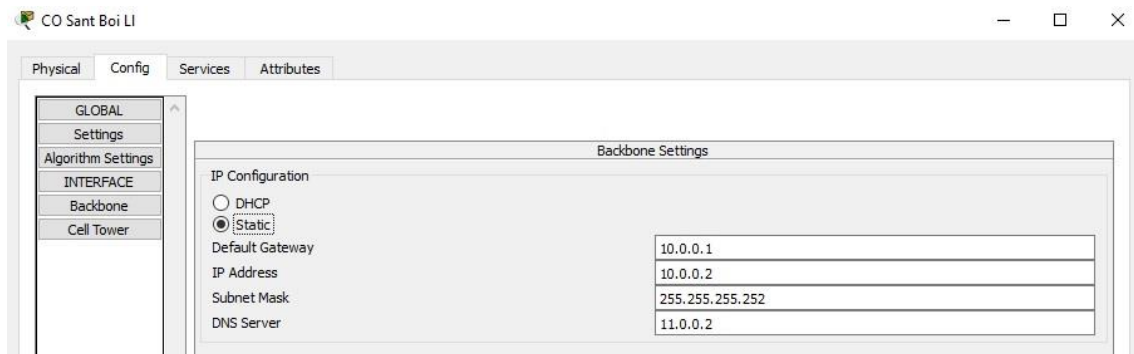 CO Sant Boi LI
Physical Config Services Attributes
GLOBAL
Settings
Algorithm Settings
INTERFACE
Backbone
Cell Tower
Backbone Settings
IP Configuration
DHCP
Static
Default Gateway 10.0.0.1
IP Address 10.0.0.2
Subnet Mask 255.255.255.252
DNS Server 11.0.0.2